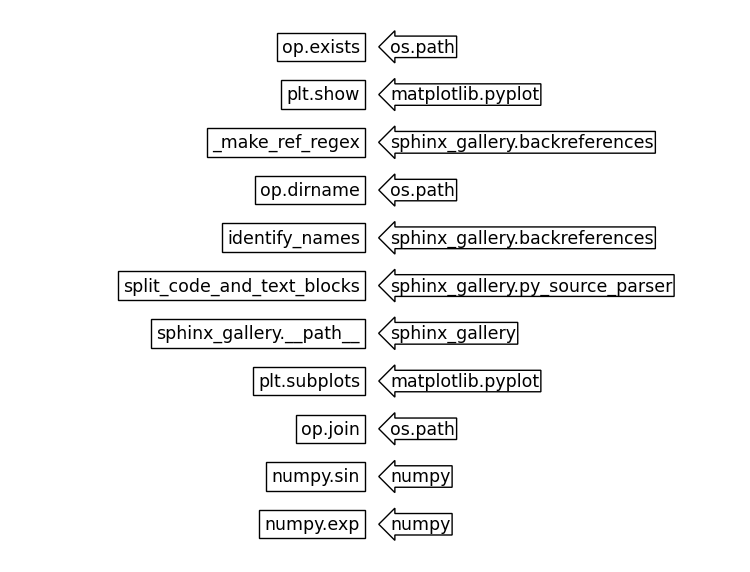 op.exists os.path
plt.show matplotlib.pyplot
_make_ref_regex sphinx_gallery.backreferences
op.dirname os.path
identify_names sphinx_gallery.backreferences
split_code_and_text_blocks sphinx_gallery.py_source_parser
sphinx_gallery.__path__ sphinx_gallery
plt.subplots matplotlib.pyplot
op.join os.path
numpy.sin numpy
numpy.exp numpy